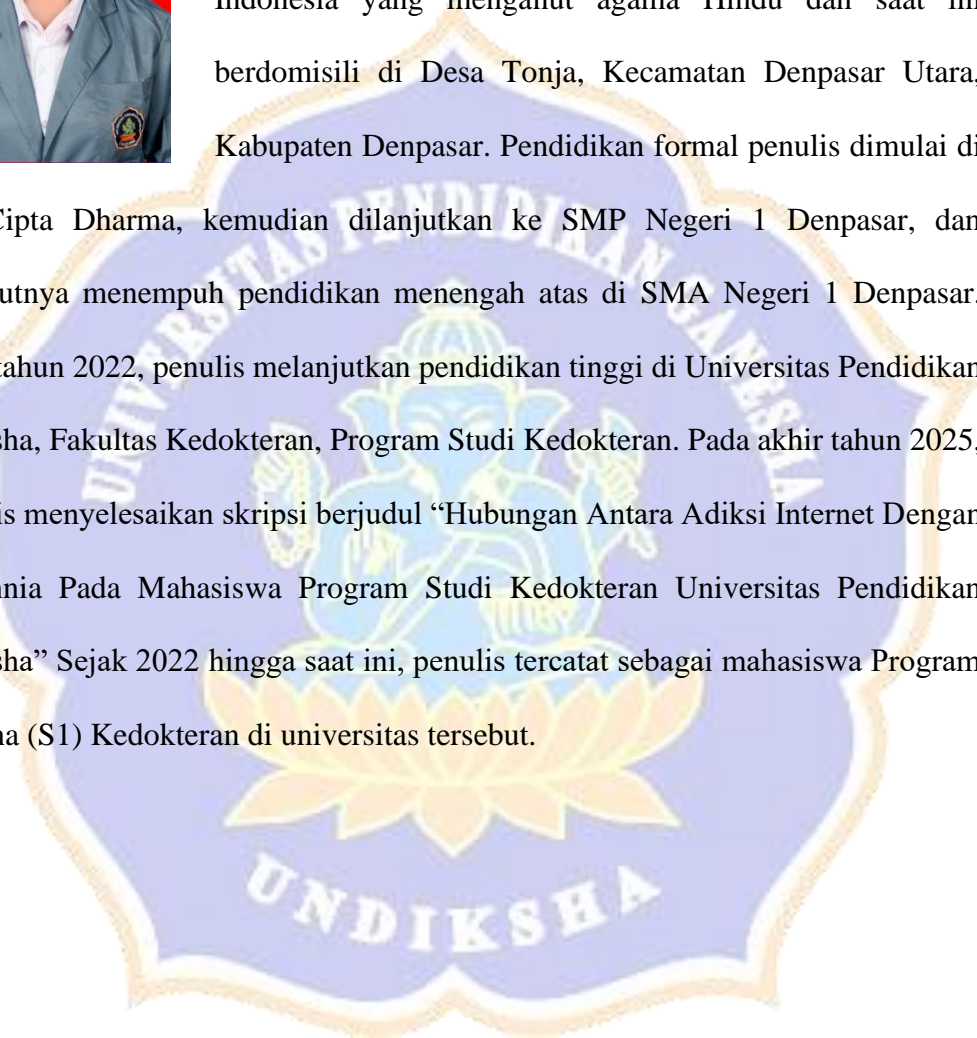 Indonesia yang menganut agama Hindu dan saat ini
berdomisili di Desa Tonja, Kecamatan Denpasar Utara,
Kabupaten Denpasar. Pendidikan formal penulis dimulai di
Cipta Dharma, kemudian dilanjutkan ke SMP Negeri 1 Denpasar, dan
utnya menempuh pendidikan menengah atas di SMA Negeri 1 Denpasar.
tahun 2022, penulis melanjutkan pendidikan tinggi di Universitas Pendidikan
sha, Fakultas Kedokteran, Program Studi Kedokteran. Pada akhir tahun 2025,
is menyelesaikan skripsi berjudul “Hubungan Antara Adiksi Internet Dengan
nia Pada Mahasiswa Program Studi Kedokteran Universitas Pendidikan
sha” Sejak 2022 hingga saat ini, penulis tercatat sebagai mahasiswa Program
na (S1) Kedokteran di universitas tersebut.
UNIVERSITAS PENDIDIKAN GANESHA
UNDIKSHA